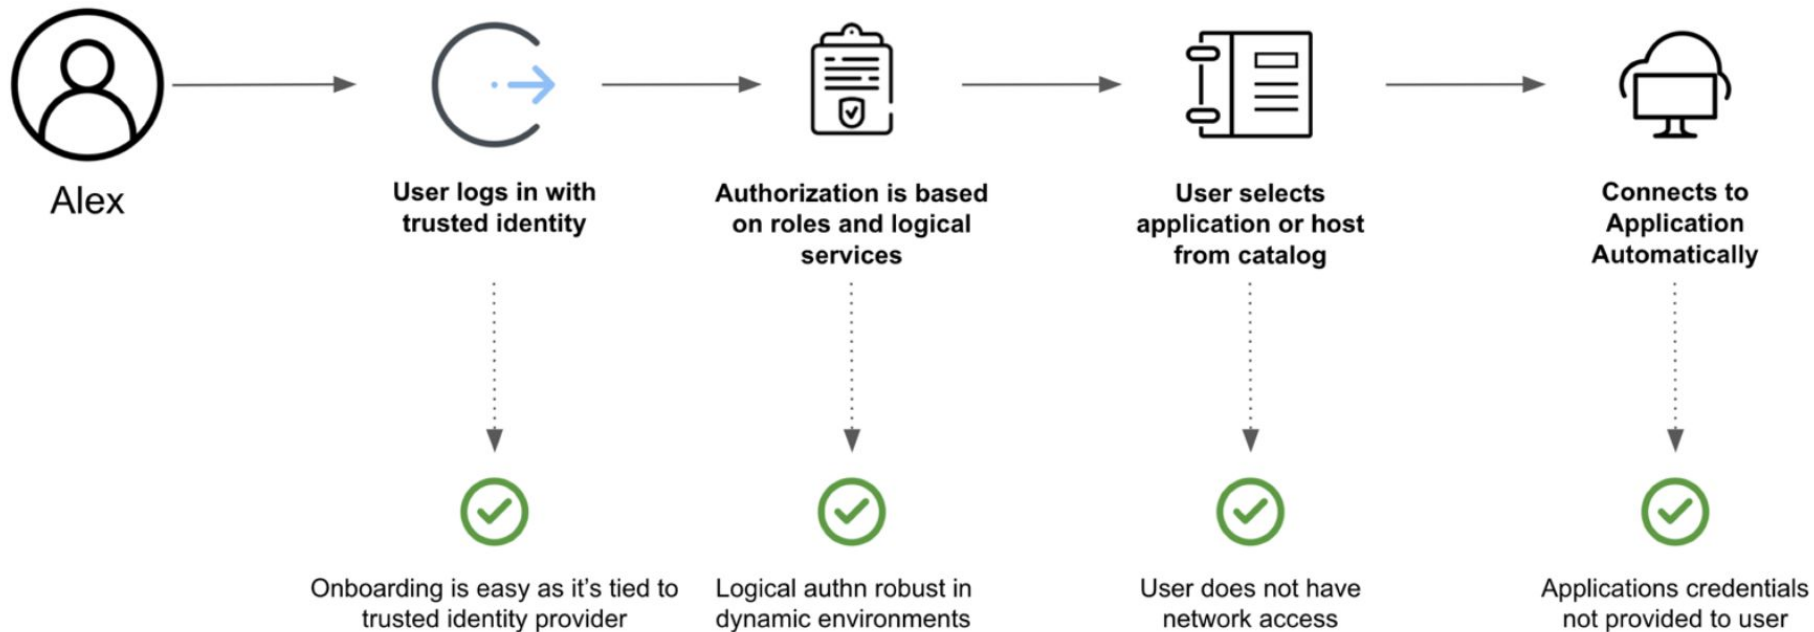 Alex
User logs in with
trusted identity
Authorization is based
on roles and logical
services
User selects
application or host
from catalog
Connects to
Application
Automatically
Onboarding is easy as it's tied to
trusted identity provider
Logical authn robust in
dynamic environments
User does not have
network access
Applications credentials
not provided to user